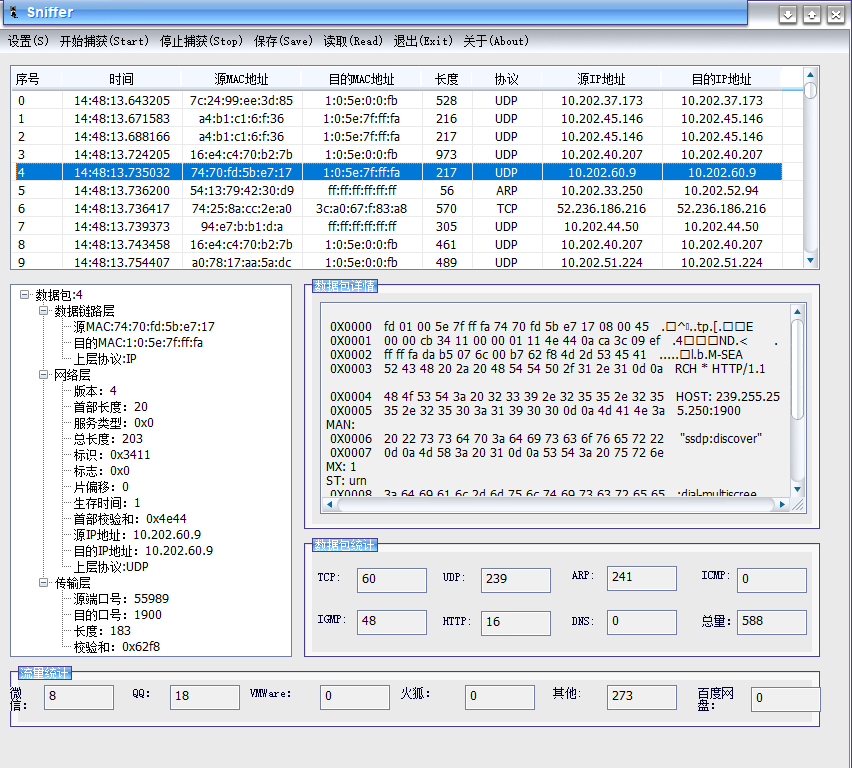 Sniffer
设置(S) 开始捕获(Start) 停止捕获(Stop) 保存(Save) 读取(Read) 退出(Exit) 关于(About)
序号 时间 源MAC地址 目的MAC地址 长度 协议 源IP地址 目的IP地址
0 14:48:13.643205 7c:24:99:ee:3d:85 1:0:5e:0:0:fb 528 UDP 10.202.37.173 10.202.37.173
1 14:48:13.671583 a4:b1:c1:6:f:36 1:0:5e:7f:ff:fa 216 UDP 10.202.45.146 10.202.45.146
2 14:48:13.688166 a4:b1:c1:6:f:36 1:0:5e:7f:ff:fa 217 UDP 10.202.45.146 10.202.45.146
3 14:48:13.724205 16:e4:c4:70:b2:7b 1:0:5e:0:0:fb 973 UDP 10.202.40.207 10.202.40.207
4 14:48:13.735032 74:70:fd:5b:e7:17 1:0:5e:7f:ff:fa 217 UDP 10.202.60.9 10.202.60.9
5 14:48:13.736200 54:13:79:42:30:d9 ff:ff:ff:ff:ff:ff 56 ARP 10.202.33.250 10.202.52.94
6 14:48:13.736417 74:25:8a:cc:2e:a0 3c:a0:67:f:83:a8 570 TCP 52.236.186.216 52.236.186.216
7 14:48:13.739373 94:e7:b:b1:d:a ff:ff:ff:ff:ff:ff 305 UDP 10.202.44.50 10.202.44.50
8 14:48:13.743458 16:e4:c4:70:b2:7b 1:0:5e:0:0:fb 461 UDP 10.202.40.207 10.202.40.207
9 14:48:13.754407 a0:78:17:aa:5a:dc 1:0:5e:0:0:fb 489 UDP 10.202.51.224 10.202.51.224
数据包:4
数据链路层
源MAC:74:70:fd:5b:e7:17
目的MAC:1:0:5e:7f:ff:fa
上层协议:IP
网络层
版本：4
首部长度：20
服务类型：0x0
总长度：203
标识：0x3411
标志：0x0
片偏移：0
生存时间：1
首部校验和：0x4e44
源IP地址：10.202.60.9
目的IP地址：10.202.60.9
上层协议:UDP
传输层
源端口号：55989
目的口号：1900
长度：183
校验和：0x62f8
数据包详情
0X0000 fd 01 00 5e 7f ff fa 74 70 fd 5b e7 17 08 00 45 .□^▯..tp.[.□□E
0X0001 00 00 cb 34 11 00 00 01 11 4e 44 0a ca 3c 09 ef .4□□□ND.< .
0X0002 ff ff fa da b5 07 6c 00 b7 62 f8 4d 2d 53 45 41 .....□l.b.M-SEA
0X0003 52 43 48 20 2a 20 48 54 54 50 2f 31 2e 31 0d 0a RCH * HTTP/1.1
0X0004 48 4f 53 54 3a 20 32 33 39 2e 32 35 35 2e 32 35 HOST: 239.255.25
0X0005 35 2e 32 35 30 3a 31 39 30 30 0d 0a 4d 41 4e 3a 5.250:1900
MAN:
0X0006 20 22 73 73 64 70 3a 64 69 73 63 6f 76 65 72 22 "ssdp:discover"
0X0007 0d 0a 4d 58 3a 20 31 0d 0a 53 54 3a 20 75 72 6e
MX: 1
ST: urn
0X0008 3a 64 69 61 6c 2d 6d 75 6c 74 69 73 63 72 65 65 :dial-multiscree
数据包统计
TCP: 60 UDP: 239 ARP: 241 ICMP: 0
IGMP: 48 HTTP: 16 DNS: 0 总量: 588
流量统计
微信: 8 QQ: 18 VMWare: 0 火狐: 0 其他: 273 百度网盘: 0